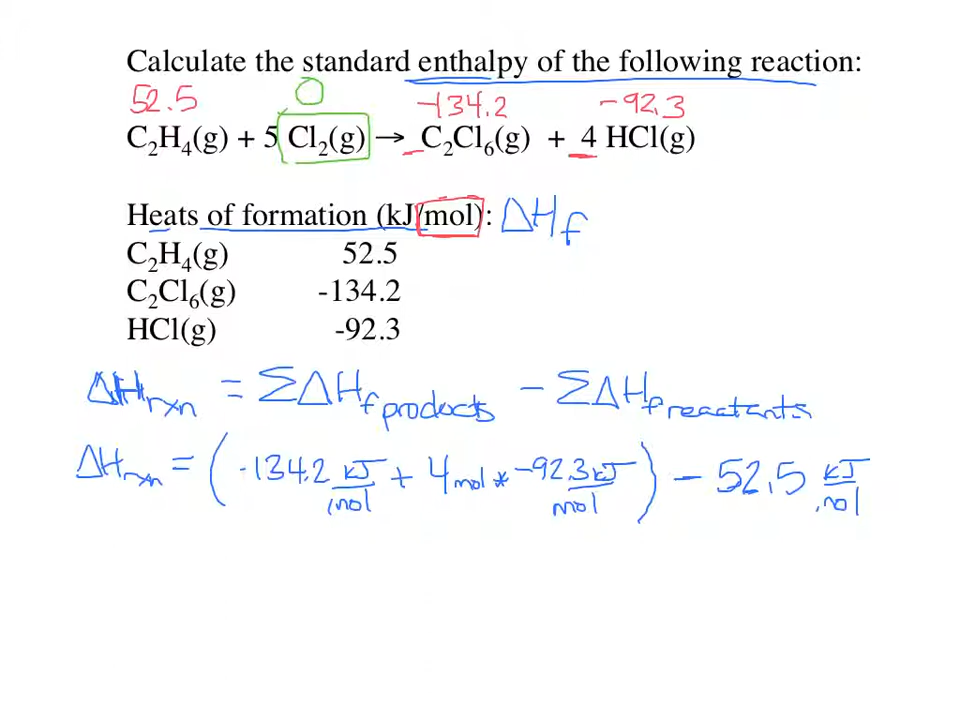 Calculate the standard enthalpy of the following reaction:
52.5 0 -134.2 -92.3
C₂H₄(g) + 5 Cl₂(g) → C₂Cl₆(g) + 4 HCl(g)
Heats of formation (kJ/mol): ΔHf
C₂H₄(g) 52.5
C₂Cl₆(g) -134.2
HCl(g) -92.3
ΔHrxn = ΣΔHf products - ΣΔHf reactants
ΔHrxn = (-134.2 kJ/mol + 4 mol * -92.3 kJ/mol) - 52.5 kJ/mol